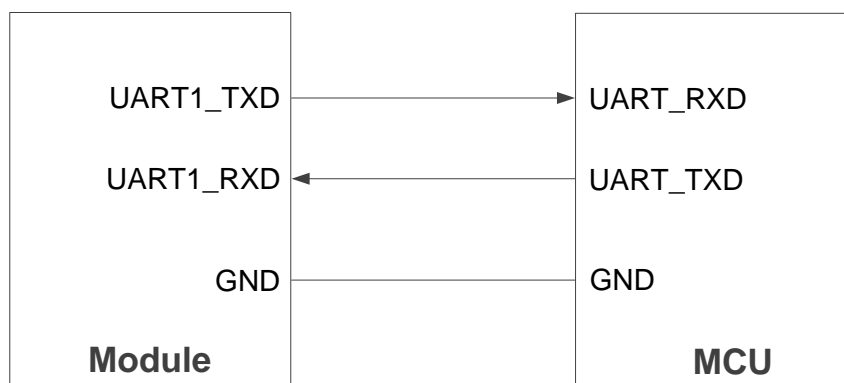 UART1_TXD UART_RXD
UART1_RXD UART_TXD
GND GND
Module MCU